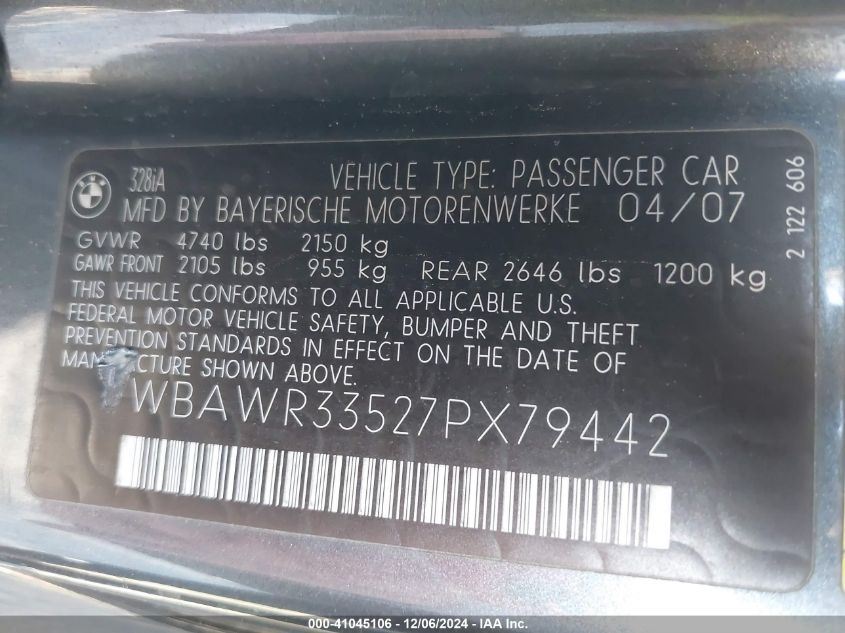 328iA VEHICLE TYPE: PASSENGER CAR
MFD BY BAYERISCHE MOTORENWERKE 04/07
GVWR 4740 lbs 2150 kg
GAWR FRONT 2105 lbs 955 kg REAR 2646 lbs 1200 kg
THIS VEHICLE CONFORMS TO ALL APPLICABLE U.S.
FEDERAL MOTOR VEHICLE SAFETY, BUMPER AND THEFT
PREVENTION STANDARDS IN EFFECT ON THE DATE OF
MANUFACTURE SHOWN ABOVE.
WBAWR33527PX79442
2 122 606
BMW
000-41045106 - 12/06/2024 - IAA Inc.